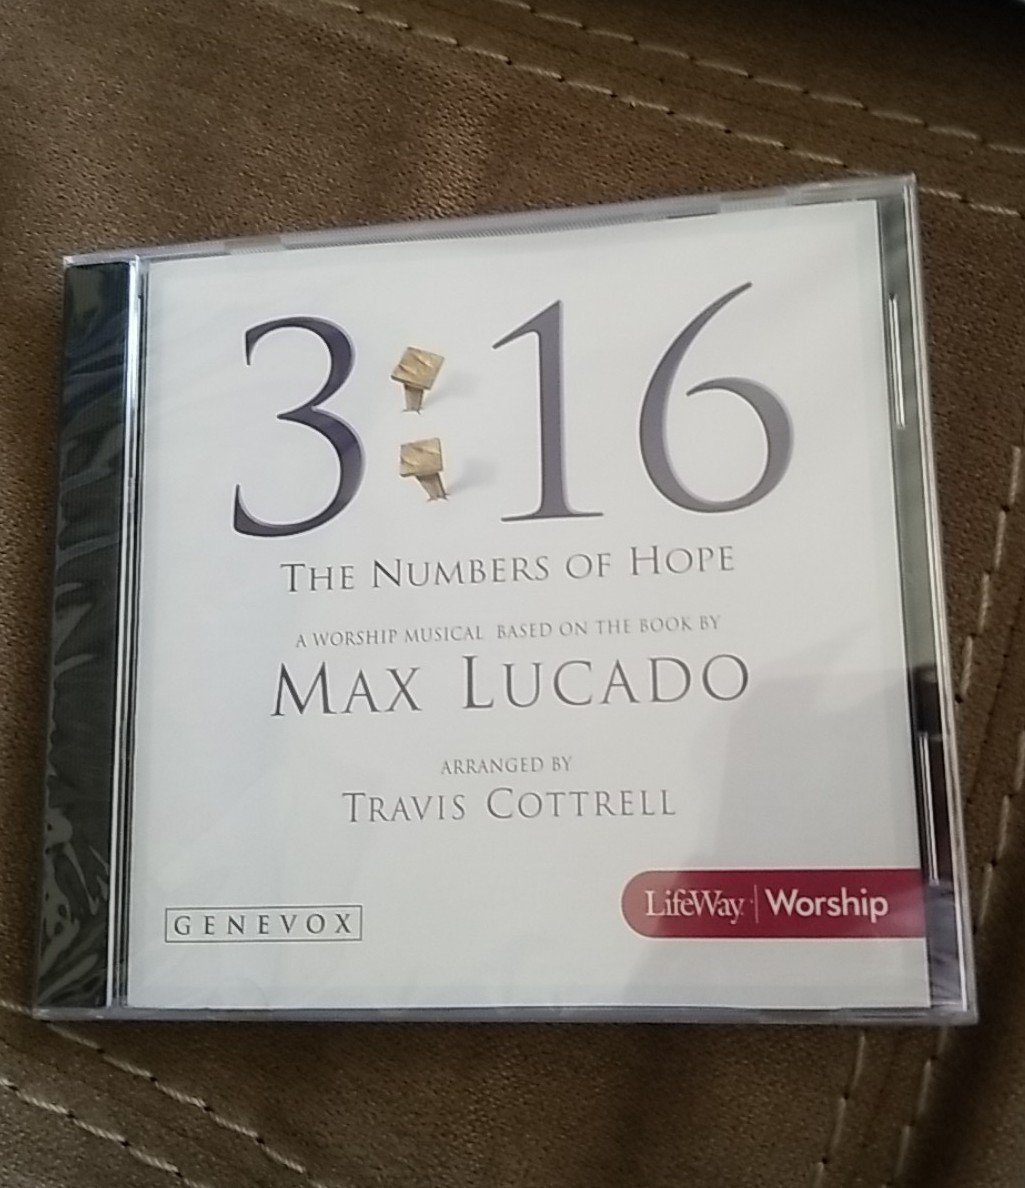 3:16
THE NUMBERS OF HOPE
A WORSHIP MUSICAL BASED ON THE BOOK BY
MAX LUCADO
ARRANGED BY
TRAVIS COTTRELL
GENEVOX
LifeWay | Worship